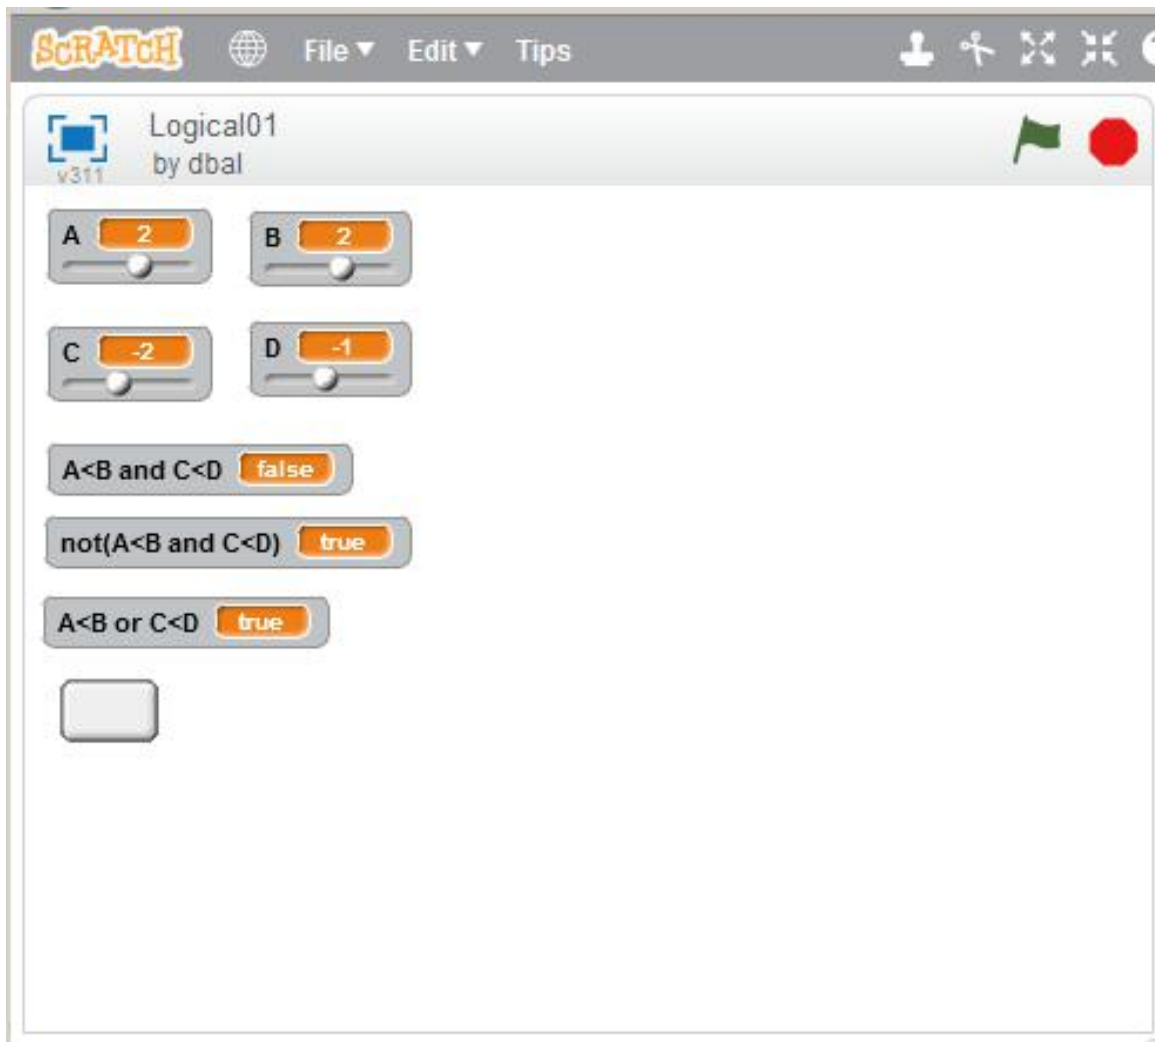 SCRATCH File Edit Tips
Logical01
by dbal
v311
A 2 B 2
C -2 D -1
A<B and C<D false
not(A<B and C<D) true
A<B or C<D true